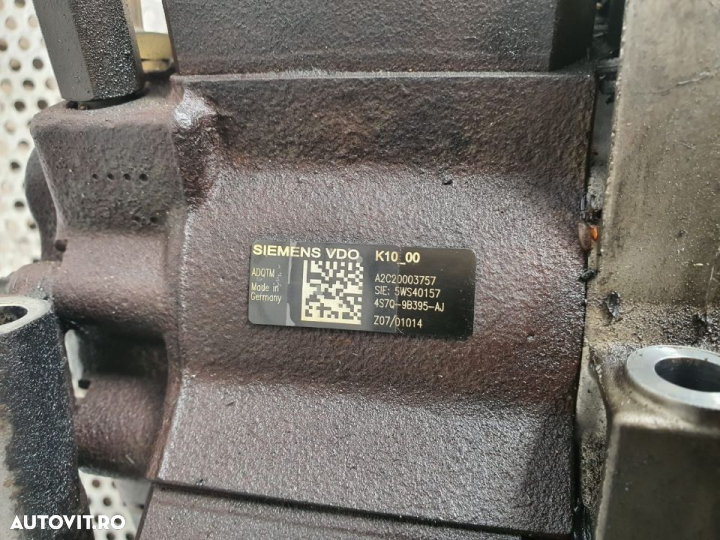 SIEMENS VDO K10_00
ADQTM
Made in
Germany
A2C20003757
SIE: 5WS40157
4S7Q-9B395-AJ
Z07/01014
AUTOVIT.RO